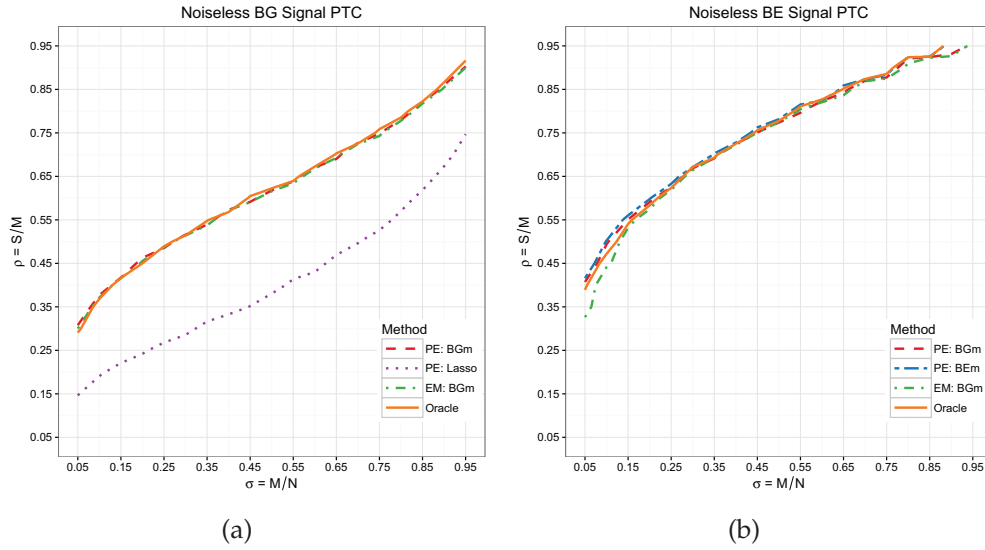 Noiseless BG Signal PTC
ρ = S/M
0.95
0.85
0.75
0.65
0.55
0.45
0.35
0.25
0.15
0.05
Method
PE: BGm
PE: Lasso
EM: BGm
Oracle
0.05 0.15 0.25 0.35 0.45 0.55 0.65 0.75 0.85 0.95
σ = M/N
(a)
Noiseless BE Signal PTC
ρ = S/M
0.95
0.85
0.75
0.65
0.55
0.45
0.35
0.25
0.15
0.05
Method
PE: BGm
PE: BEm
EM: BGm
Oracle
0.05 0.15 0.25 0.35 0.45 0.55 0.65 0.75 0.85 0.95
σ = M/N
(b)